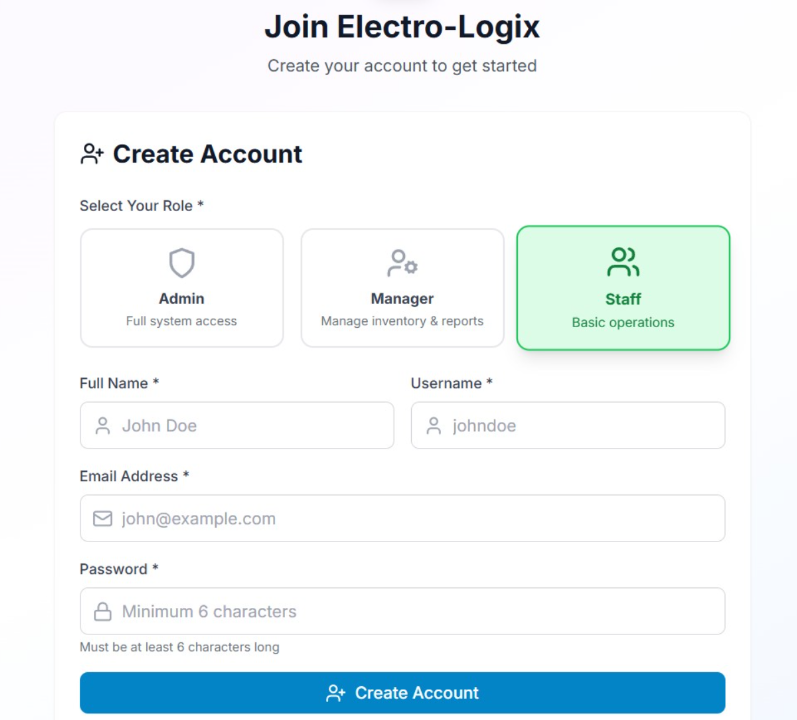 Join Electro-Logix
Create your account to get started
Create Account
Select Your Role *
Admin
Full system access
Manager
Manage inventory & reports
Staff
Basic operations
Full Name *
Username *
John Doe
johndoe
Email Address *
john@example.com
Password *
Minimum 6 characters
Must be at least 6 characters long
Create Account